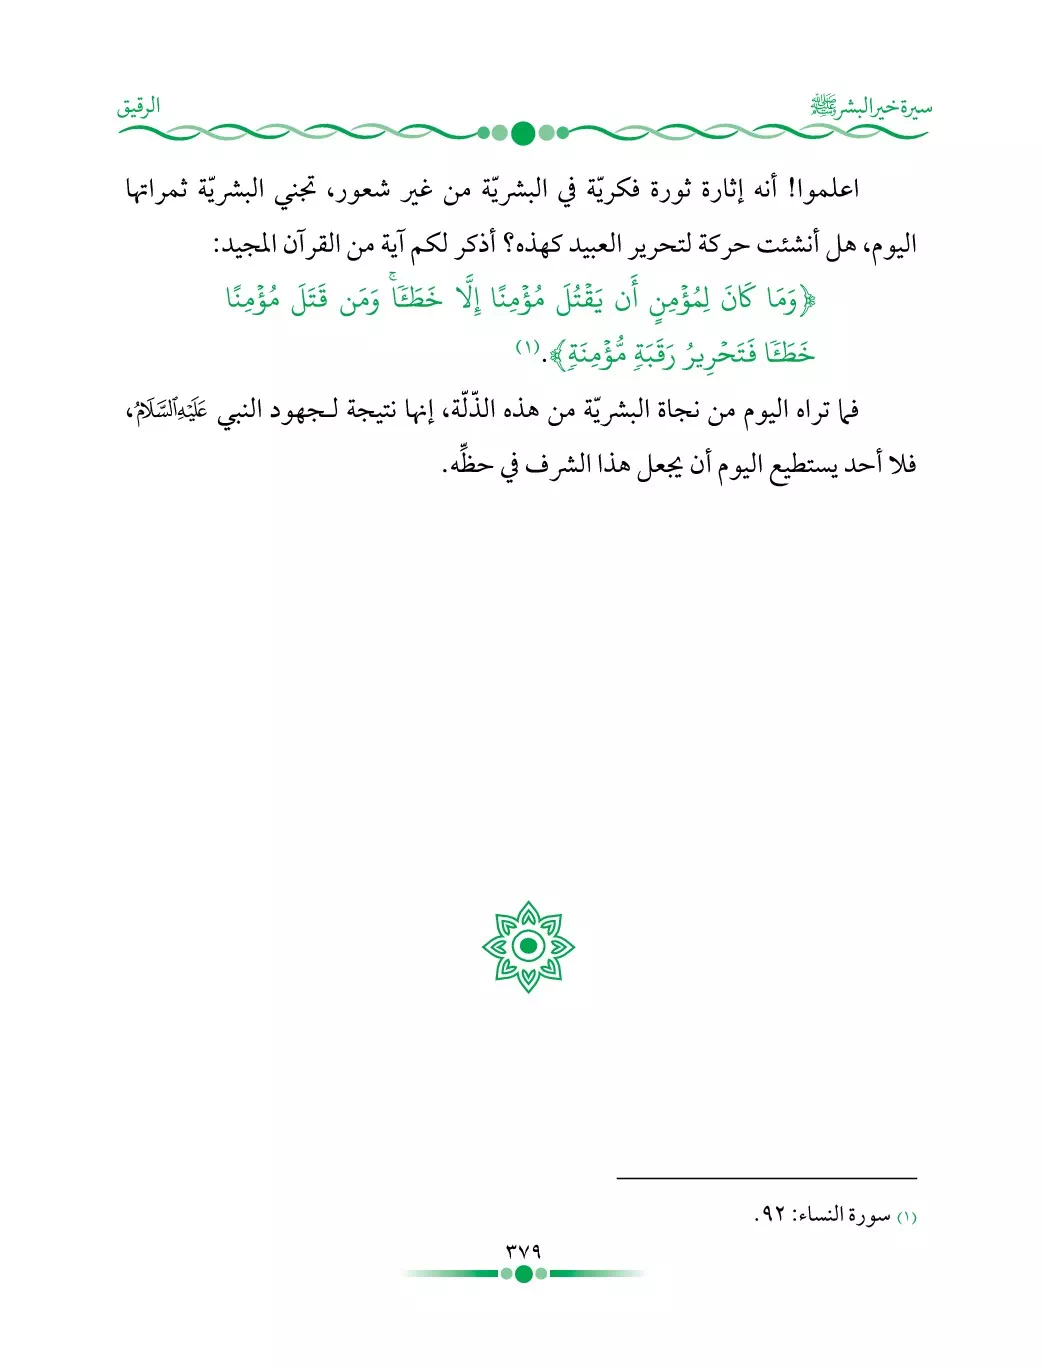 سيرة خير البشر ﷺ
الرقيق
اعلموا! أنه إثارة ثورة فكريّة في البشريّة من غير شعور، تجني البشريّة ثمراتها
اليوم، هل أنشئت حركة لتحرير العبيد كهذه؟ أذكر لكم آية من القرآن المجيد:
﴿وَمَا كَانَ لِمُؤۡمِنٍ أَن يَقۡتُلَ مُؤۡمِنًا إِلَّا خَطَـٔٗاۚ وَمَن قَتَلَ مُؤۡمِنًا
خَطَـٔٗا فَتَحۡرِيرُ رَقَبَةٖ مُّؤۡمِنَةٖ﴾.(١)
فما تراه اليوم من نجاة البشريّة من هذه الذّلّة، إنها نتيجة لـجهود النبي عَلَيْهِ ٱلسَّلَامُ،
فلا أحد يستطيع اليوم أن يجعل هذا الشرف في حظِّه.
(١) سورة النساء: ٩٢.
٣٧٩